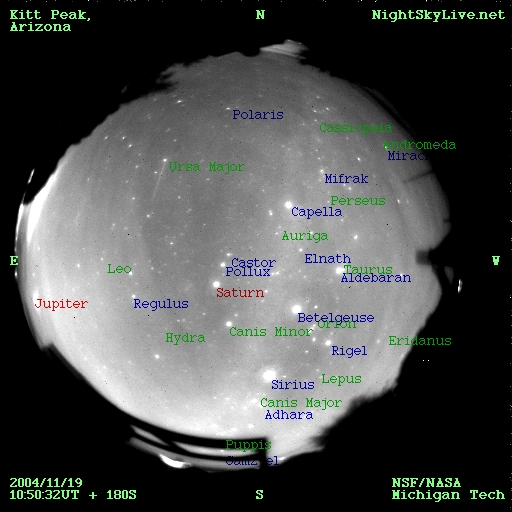 Kitt Peak,
Arizona
N
NightSkyLive.net
Polaris
Cassiopeia
Andromeda
Mirac
Ursa Major
Mifrak
Perseus
Capella
Auriga
E
Elnath
W
Castor
Leo
Pollux
Taurus
Aldebaran
Saturn
Jupiter
Regulus
Betelgeuse
Orion
Canis Minor
Hydra
Eridanus
Rigel
Lepus
Sirius
Canis Major
Adhara
Puppis
2004/11/19
10:50:32UT + 180S
S
NSF/NASA
Michigan Tech